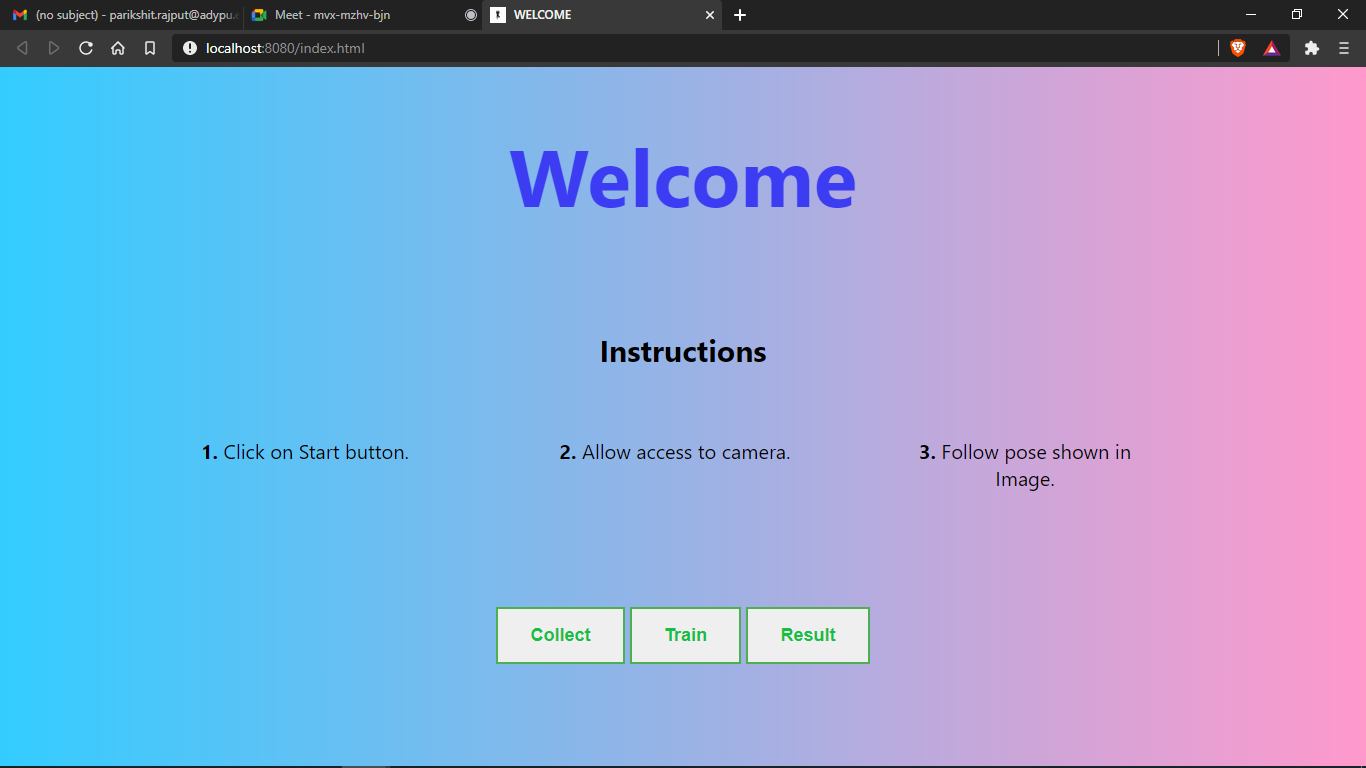 (no subject) - parikshit.rajput@adypu.
Meet - mvx-mzhv-bjn
WELCOME
localhost:8080/index.html
Welcome
Instructions
1. Click on Start button.
2. Allow access to camera.
3. Follow pose shown in
Image.
Collect
Train
Result